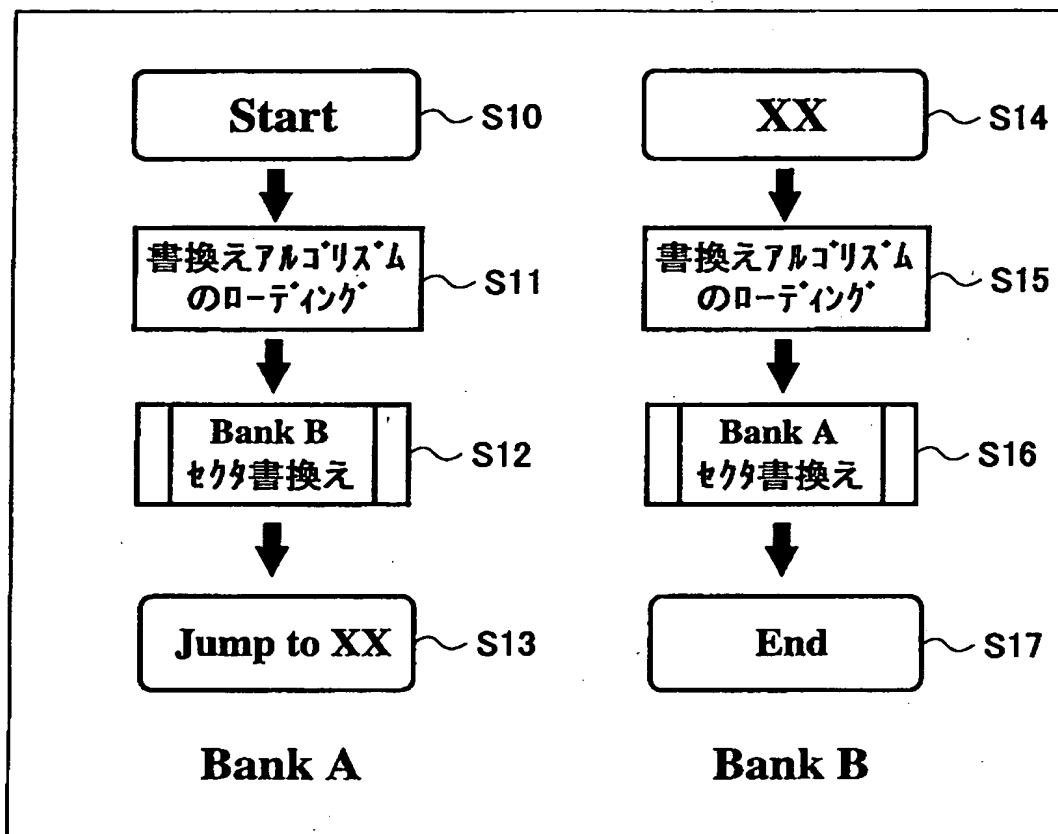 Start
S10
書換えｱﾙｺﾞﾘｽﾞﾑ
のﾛｰﾃﾞｨﾝｸﾞ
S11
Bank B
ｾｸﾀ書換え
S12
Jump to XX
S13
Bank A
XX
S14
書換えｱﾙｺﾞﾘｽﾞﾑ
のﾛｰﾃﾞｨﾝｸﾞ
S15
Bank A
ｾｸﾀ書換え
S16
End
S17
Bank B